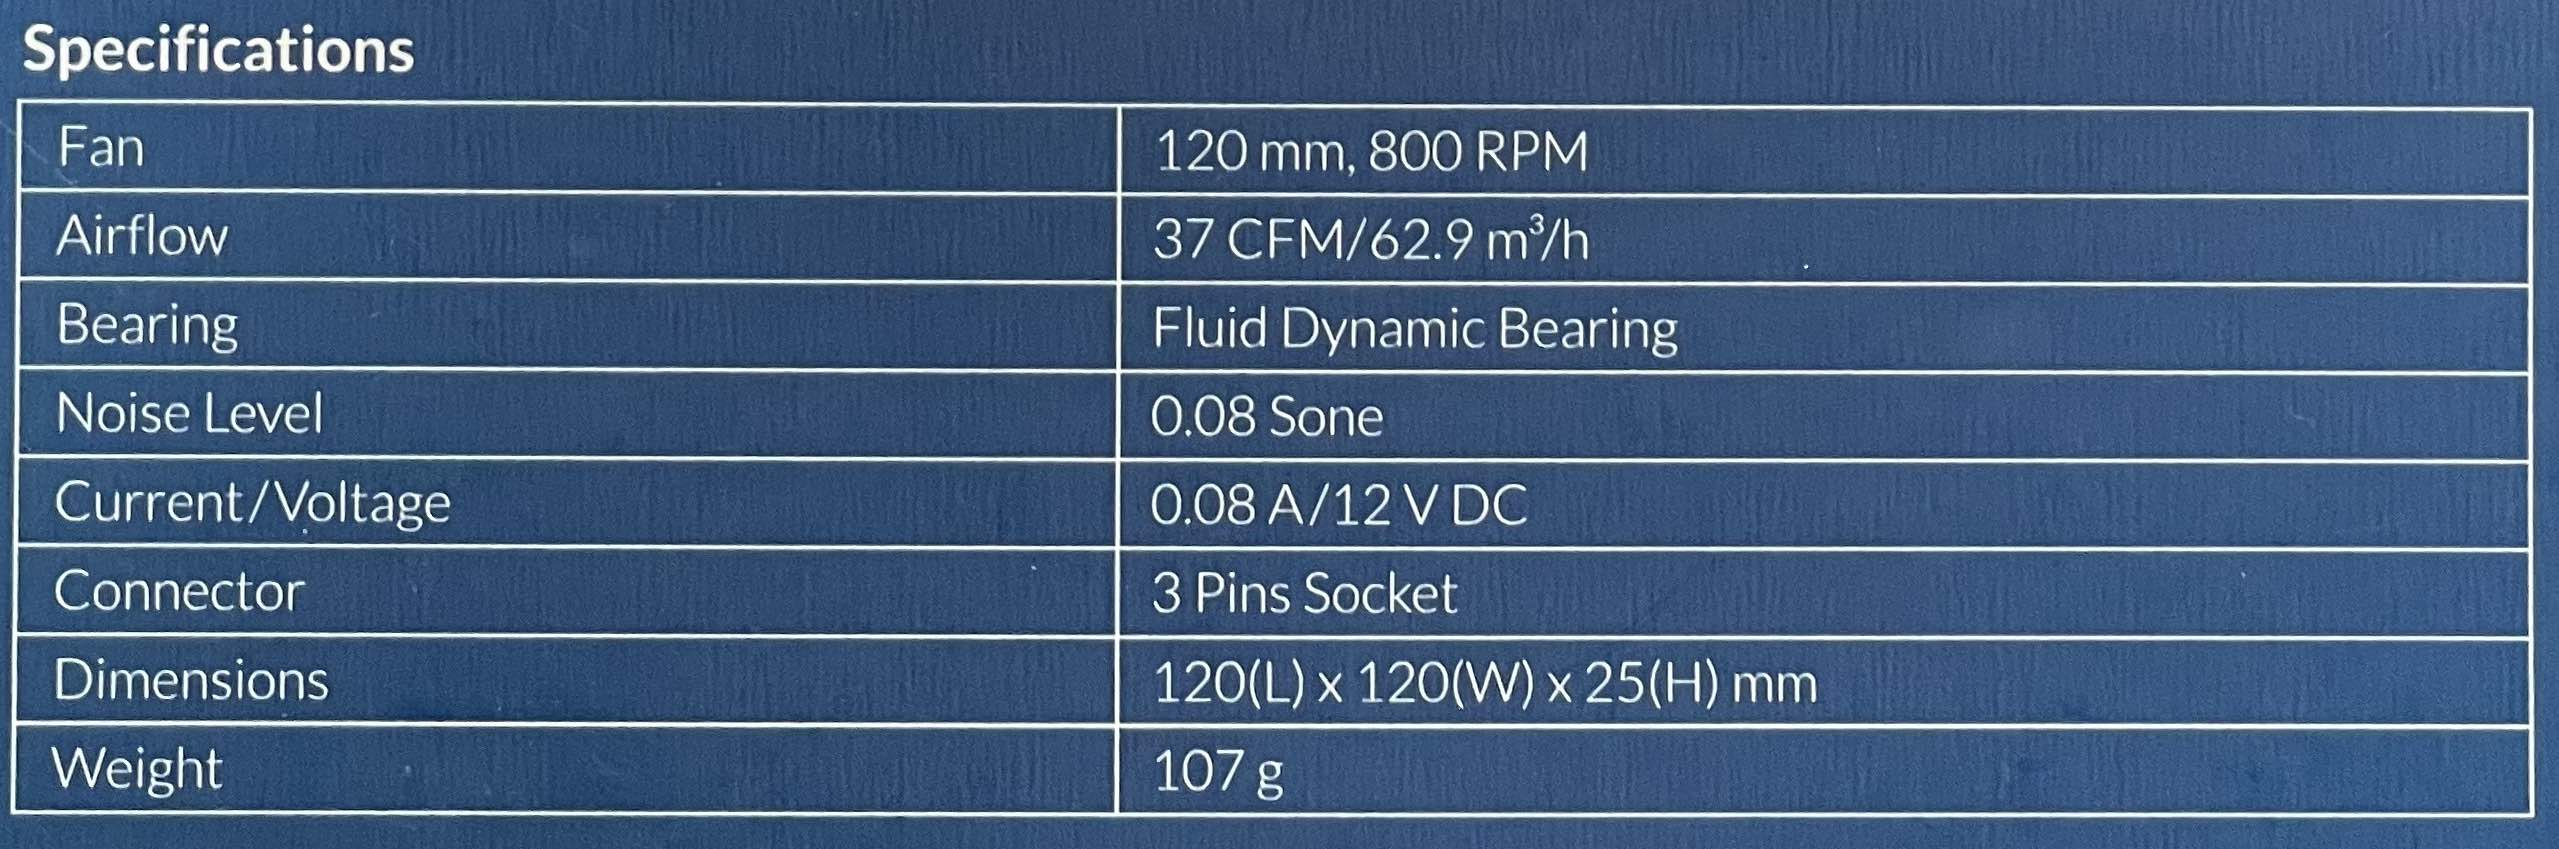 Specifications
Fan 120 mm, 800 RPM
Airflow 37 CFM/62.9 m³/h
Bearing Fluid Dynamic Bearing
Noise Level 0.08 Sone
Current/Voltage 0.08 A/12 V DC
Connector 3 Pins Socket
Dimensions 120(L) x 120(W) x 25(H) mm
Weight 107 g